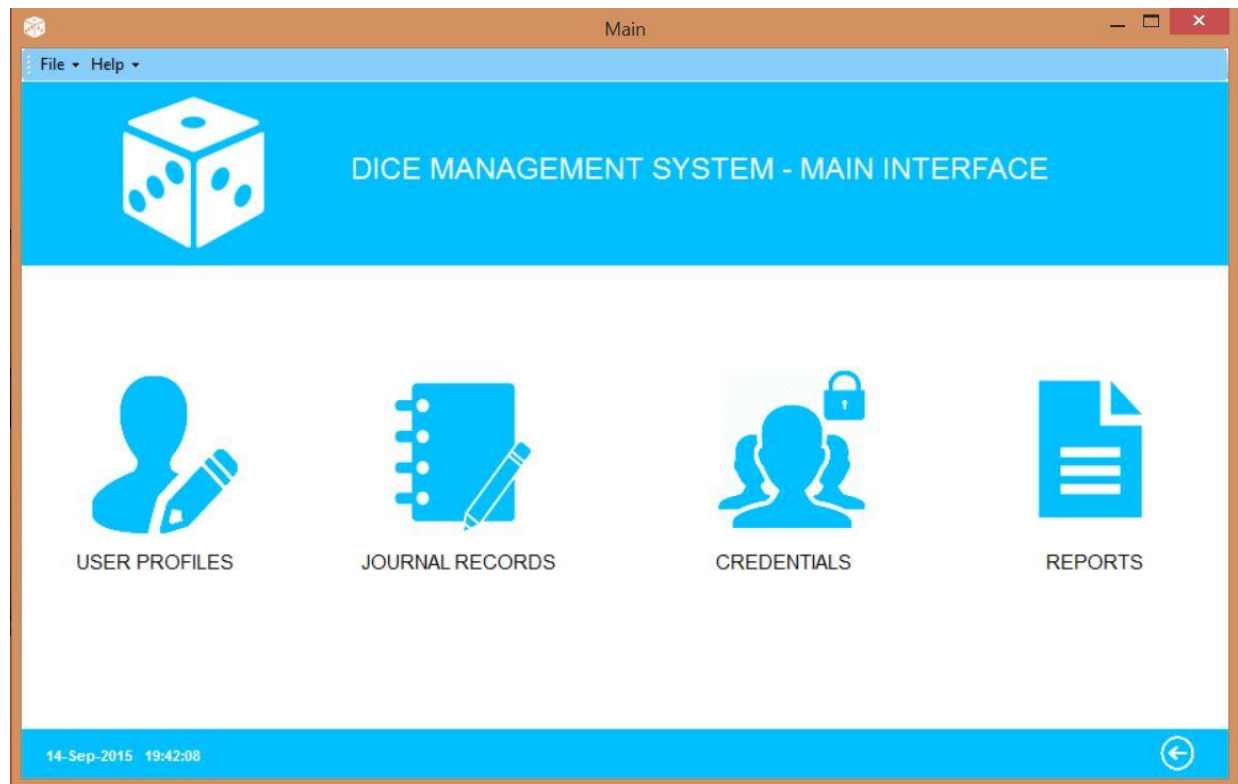 Main
File Help
DICE MANAGEMENT SYSTEM - MAIN INTERFACE
USER PROFILES JOURNAL RECORDS CREDENTIALS REPORTS
14-Sep-2015 19:42:08